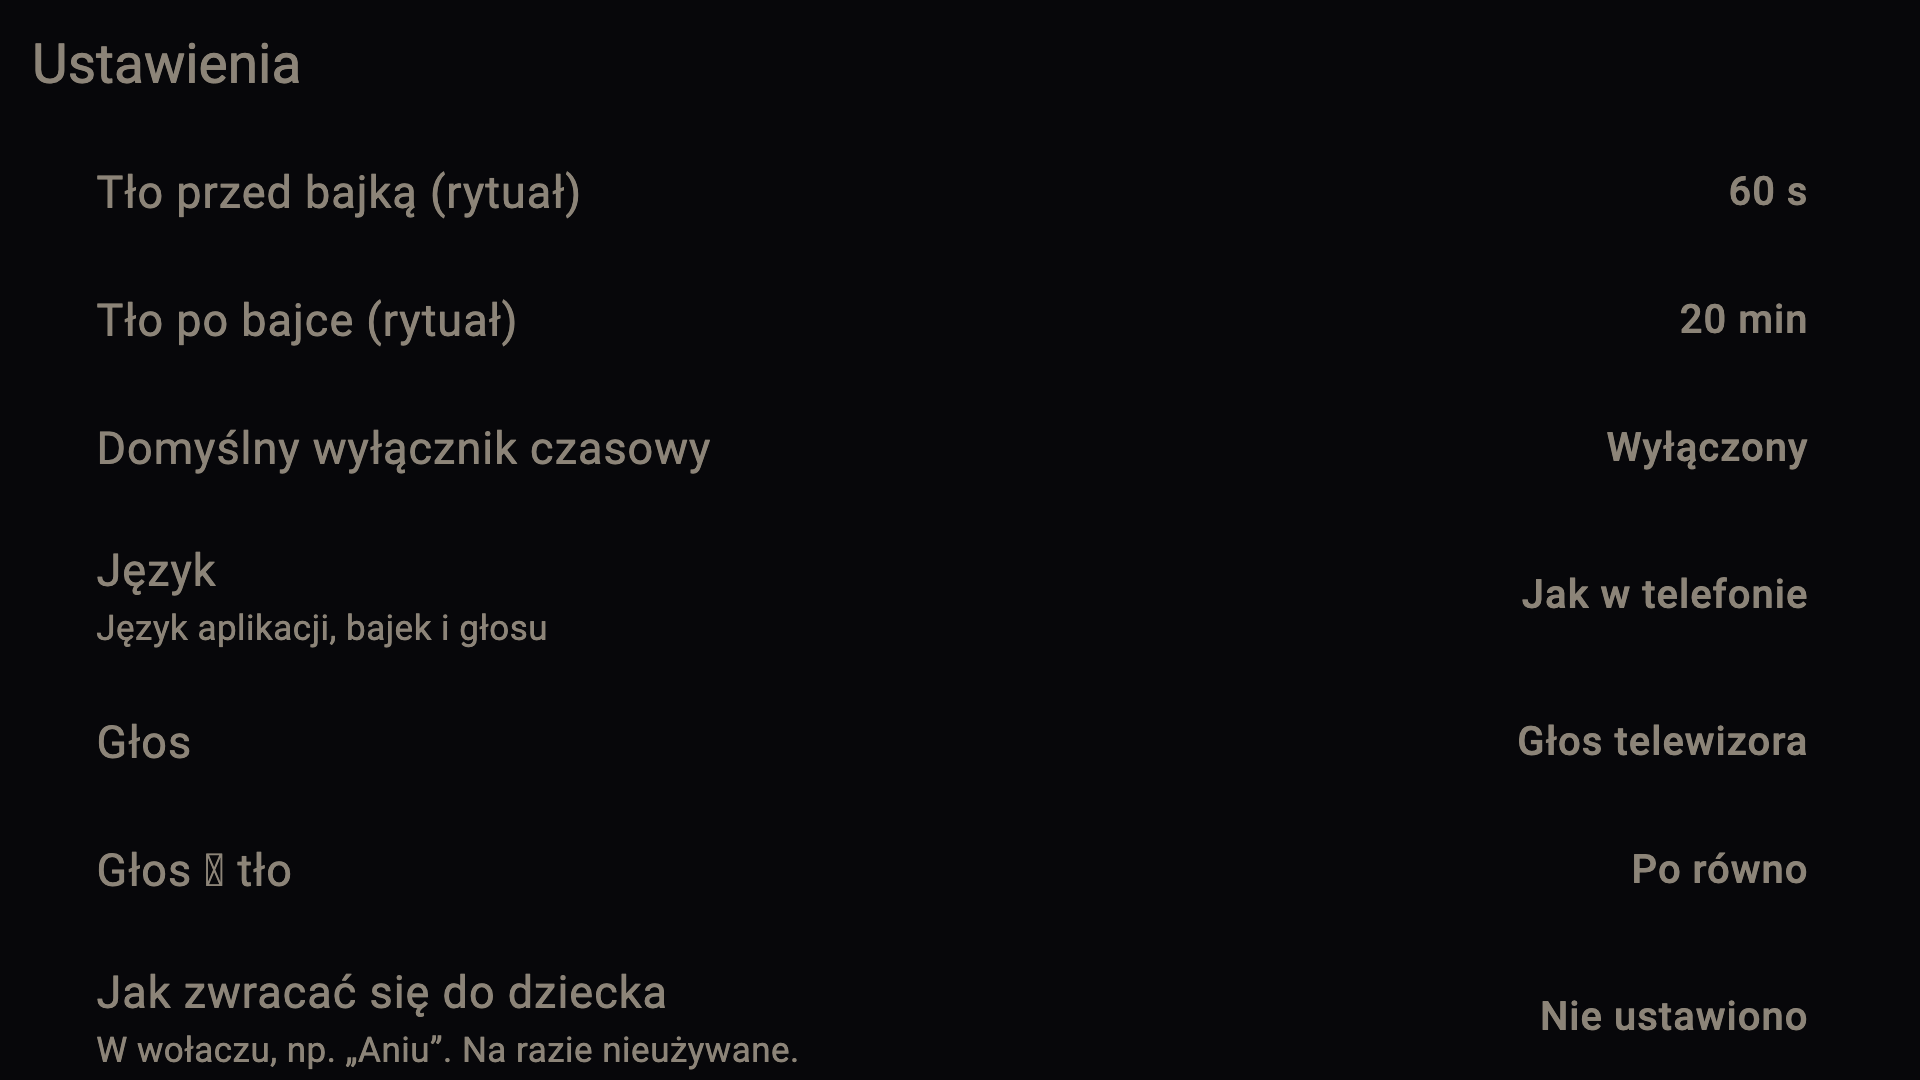 Ustawienia
Tło przed bajką (rytuał) 60 s
Tło po bajce (rytuał) 20 min
Domyślny wyłącznik czasowy Wyłączony
Język
Jak w telefonie
Język aplikacji, bajek i głosu
Głos Głos telewizora
Głos tło Po równo
Jak zwracać się do dziecka
Nie ustawiono
W wołaczu, np. „Aniu”. Na razie nieużywane.